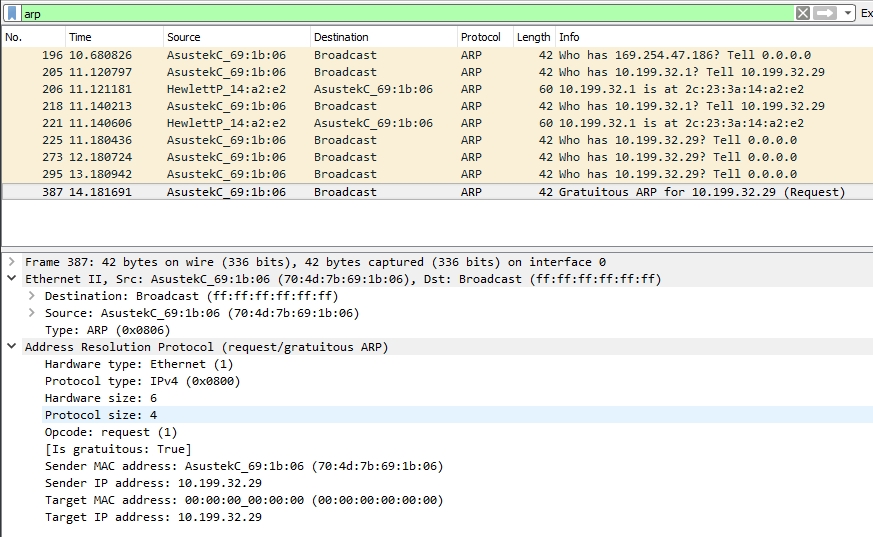 arp Ex
No. Time Source Destination Protocol Length Info
196 10.680826 AsustekC_69:1b:06 Broadcast ARP 42 Who has 169.254.47.186? Tell 0.0.0.0
205 11.120797 AsustekC_69:1b:06 Broadcast ARP 42 Who has 10.199.32.1? Tell 10.199.32.29
206 11.121181 HewlettP_14:a2:e2 AsustekC_69:1b:06 ARP 60 10.199.32.1 is at 2c:23:3a:14:a2:e2
218 11.140213 AsustekC_69:1b:06 Broadcast ARP 42 Who has 10.199.32.1? Tell 10.199.32.29
221 11.140606 HewlettP_14:a2:e2 AsustekC_69:1b:06 ARP 60 10.199.32.1 is at 2c:23:3a:14:a2:e2
225 11.180436 AsustekC_69:1b:06 Broadcast ARP 42 Who has 10.199.32.29? Tell 0.0.0.0
273 12.180724 AsustekC_69:1b:06 Broadcast ARP 42 Who has 10.199.32.29? Tell 0.0.0.0
295 13.180942 AsustekC_69:1b:06 Broadcast ARP 42 Who has 10.199.32.29? Tell 0.0.0.0
387 14.181691 AsustekC_69:1b:06 Broadcast ARP 42 Gratuitous ARP for 10.199.32.29 (Request)
Frame 387: 42 bytes on wire (336 bits), 42 bytes captured (336 bits) on interface 0
Ethernet II, Src: AsustekC_69:1b:06 (70:4d:7b:69:1b:06), Dst: Broadcast (ff:ff:ff:ff:ff:ff)
Destination: Broadcast (ff:ff:ff:ff:ff:ff)
Source: AsustekC_69:1b:06 (70:4d:7b:69:1b:06)
Type: ARP (0x0806)
Address Resolution Protocol (request/gratuitous ARP)
Hardware type: Ethernet (1)
Protocol type: IPv4 (0x0800)
Hardware size: 6
Protocol size: 4
Opcode: request (1)
[Is gratuitous: True]
Sender MAC address: AsustekC_69:1b:06 (70:4d:7b:69:1b:06)
Sender IP address: 10.199.32.29
Target MAC address: 00:00:00_00:00:00 (00:00:00:00:00:00)
Target IP address: 10.199.32.29